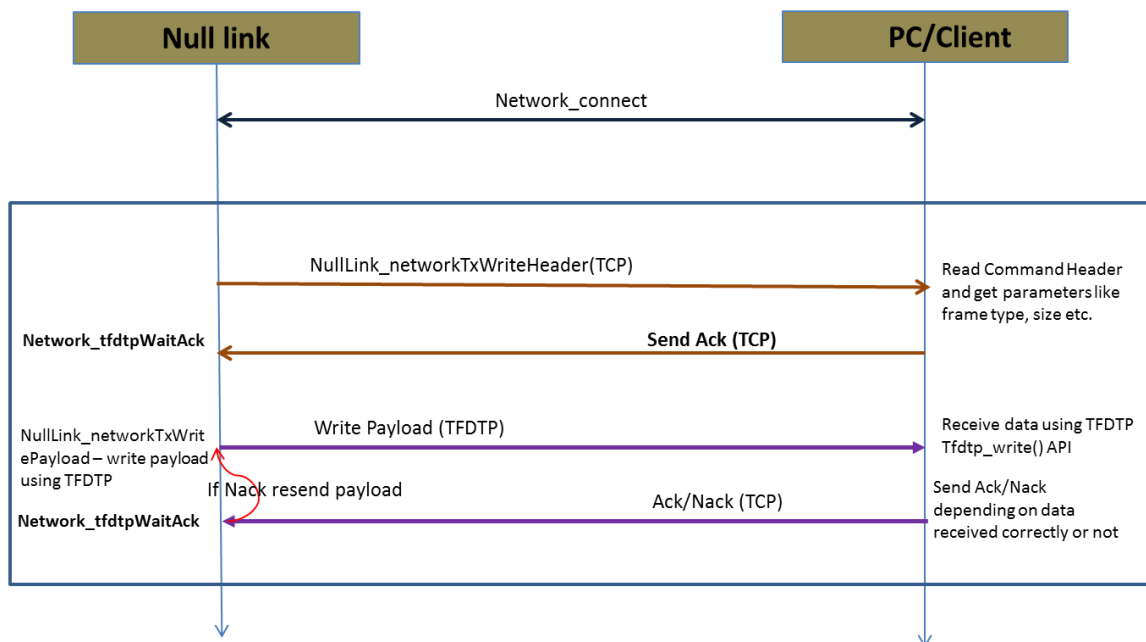 Null link
PC/Client
Network_connect
NullLink_networkTxWriteHeader(TCP)
Read Command Header
and get parameters like
frame type, size etc.
Network_tfdtpWaitAck
Send Ack (TCP)
NullLink_networkTxWrit
ePayload – write payload
using TFDTP
Write Payload (TFDTP)
Receive data using TFDTP
Tfdtp_write() API
If Nack resend payload
Network_tfdtpWaitAck
Ack/Nack (TCP)
Send Ack/Nack
depending on data
received correctly or not